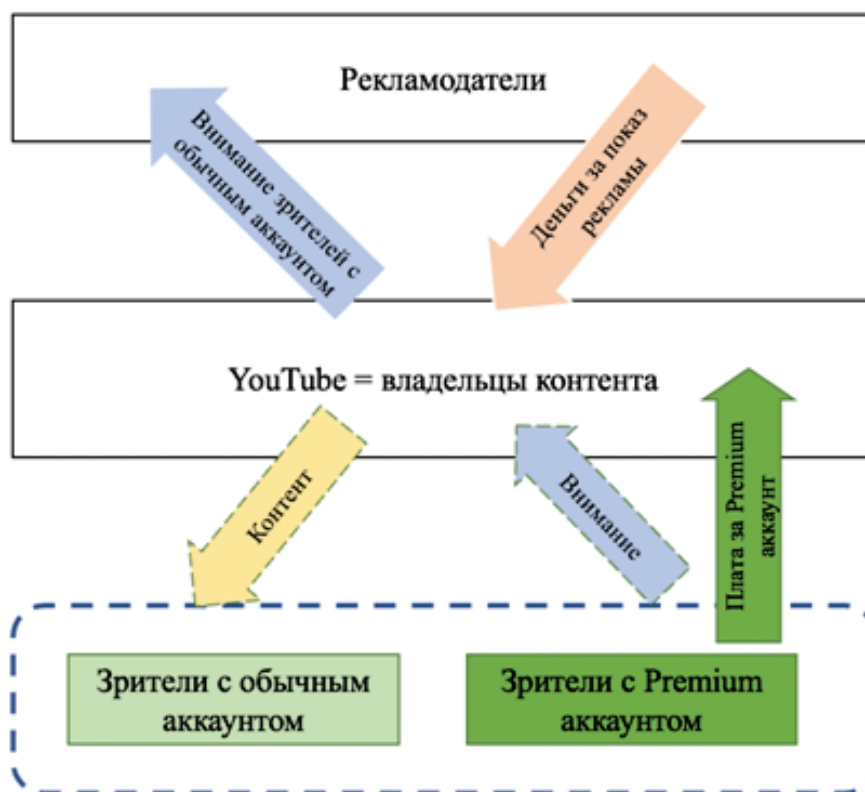 Рекламодатели
Внимание зрителей с
обычным аккаунтом
Деньги за показ
рекламы
YouTube = владельцы контента
Контент
Внимание
Плата за Premium
аккаунт
Зрители с обычным
аккаунтом
Зрители с Premium
аккаунтом